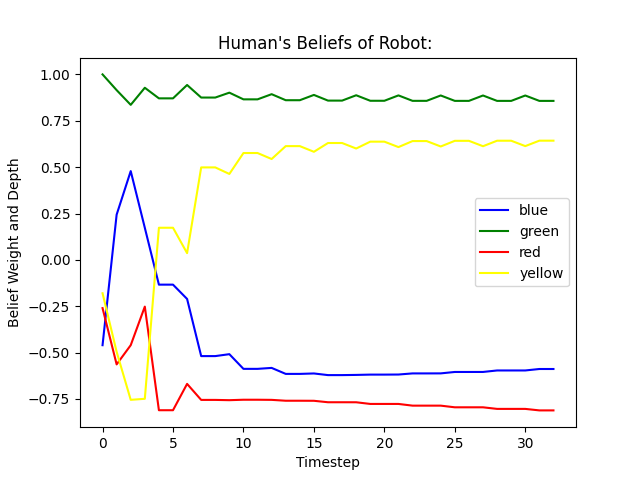 Human's Beliefs of Robot:
Belief Weight and Depth
1.00
0.75
0.50
0.25
0.00
−0.25
−0.50
−0.75
blue
green
red
yellow
0 5 10 15 20 25 30
Timestep